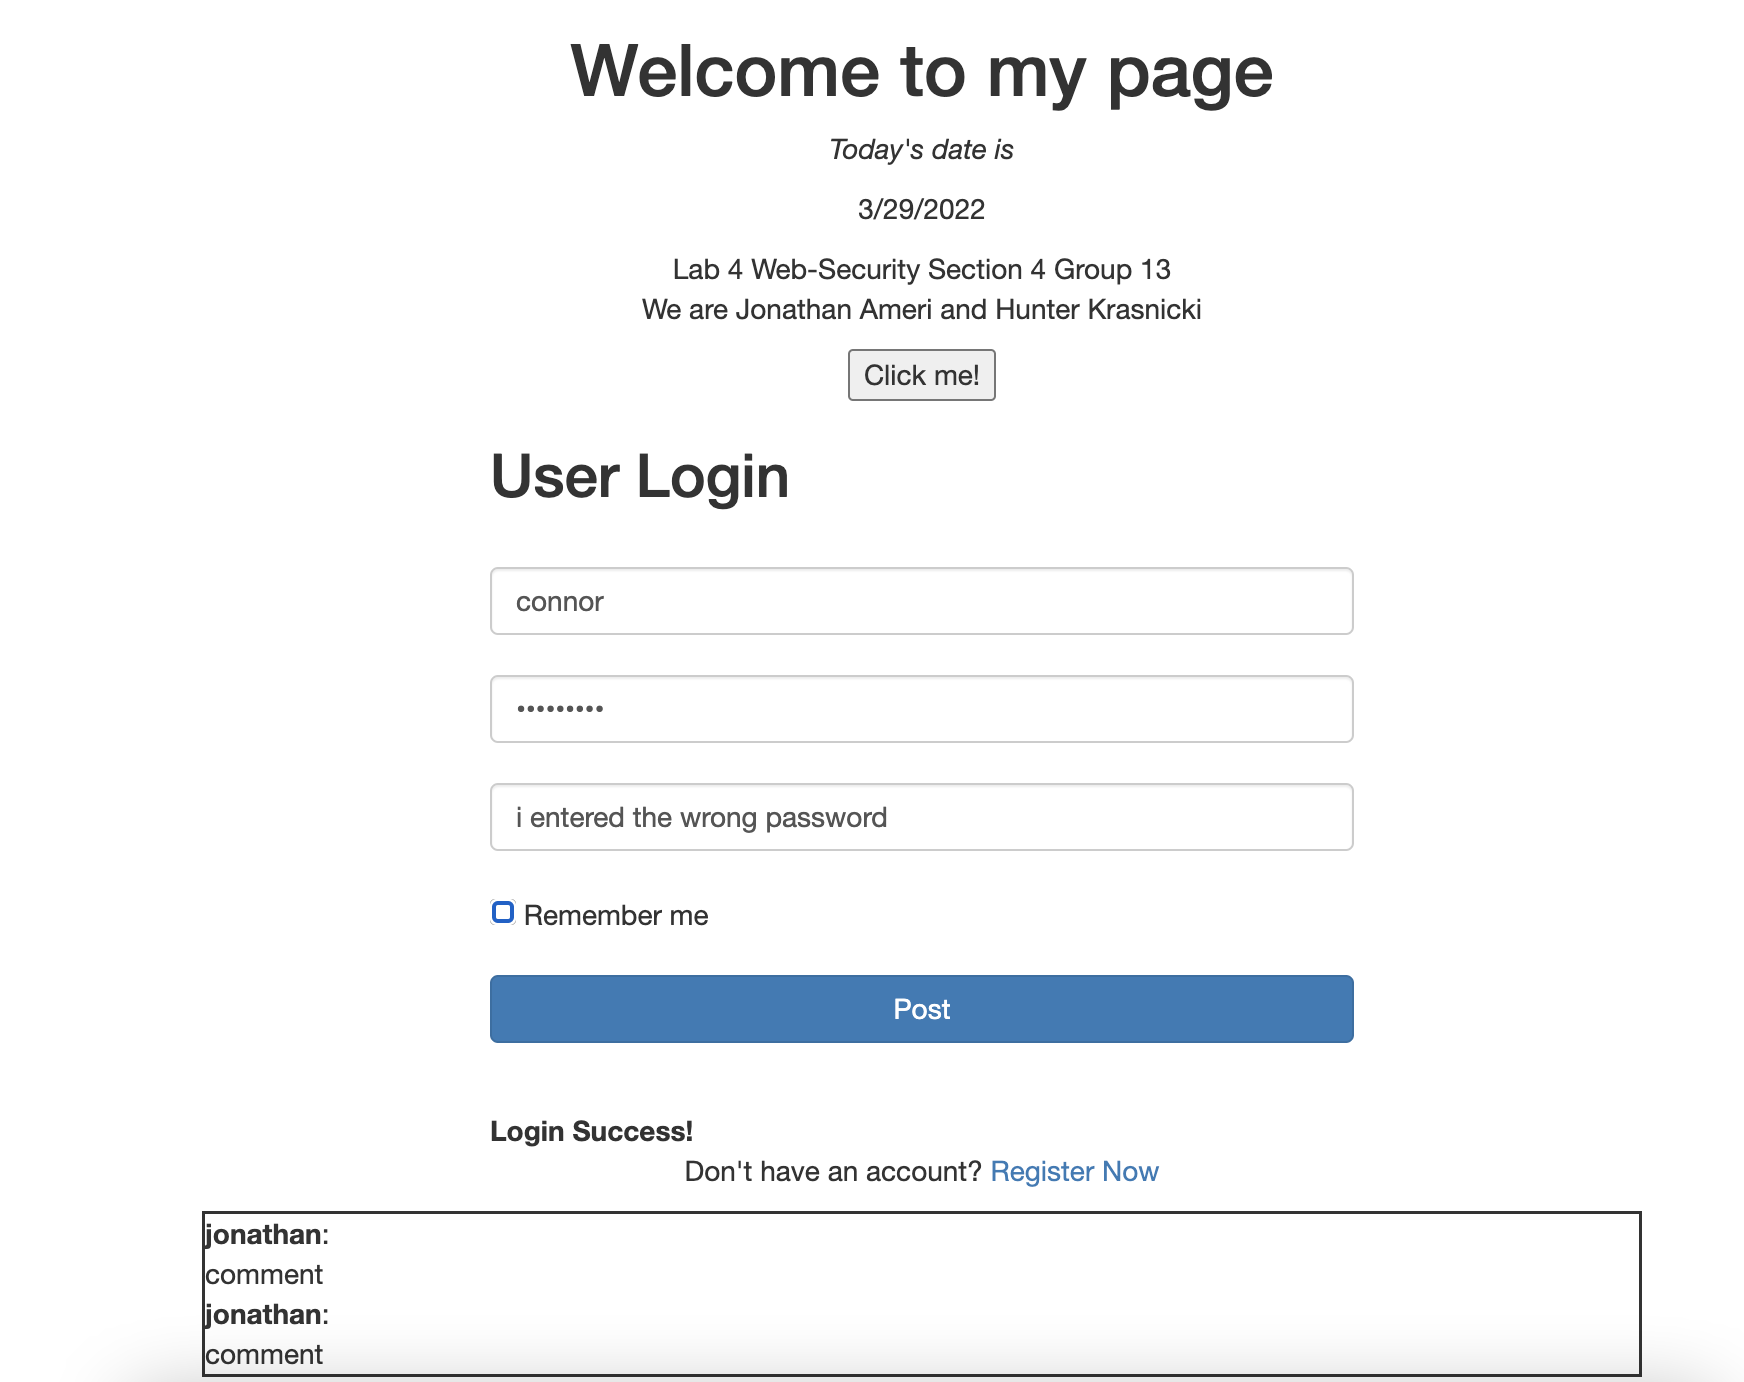 Welcome to my page
Today's date is
3/29/2022
Lab 4 Web-Security Section 4 Group 13
We are Jonathan Ameri and Hunter Krasnicki
Click me!
User Login
connor
•••••••••
i entered the wrong password
Remember me
Post
Login Success!
Don't have an account? Register Now
jonathan:
comment
jonathan:
comment